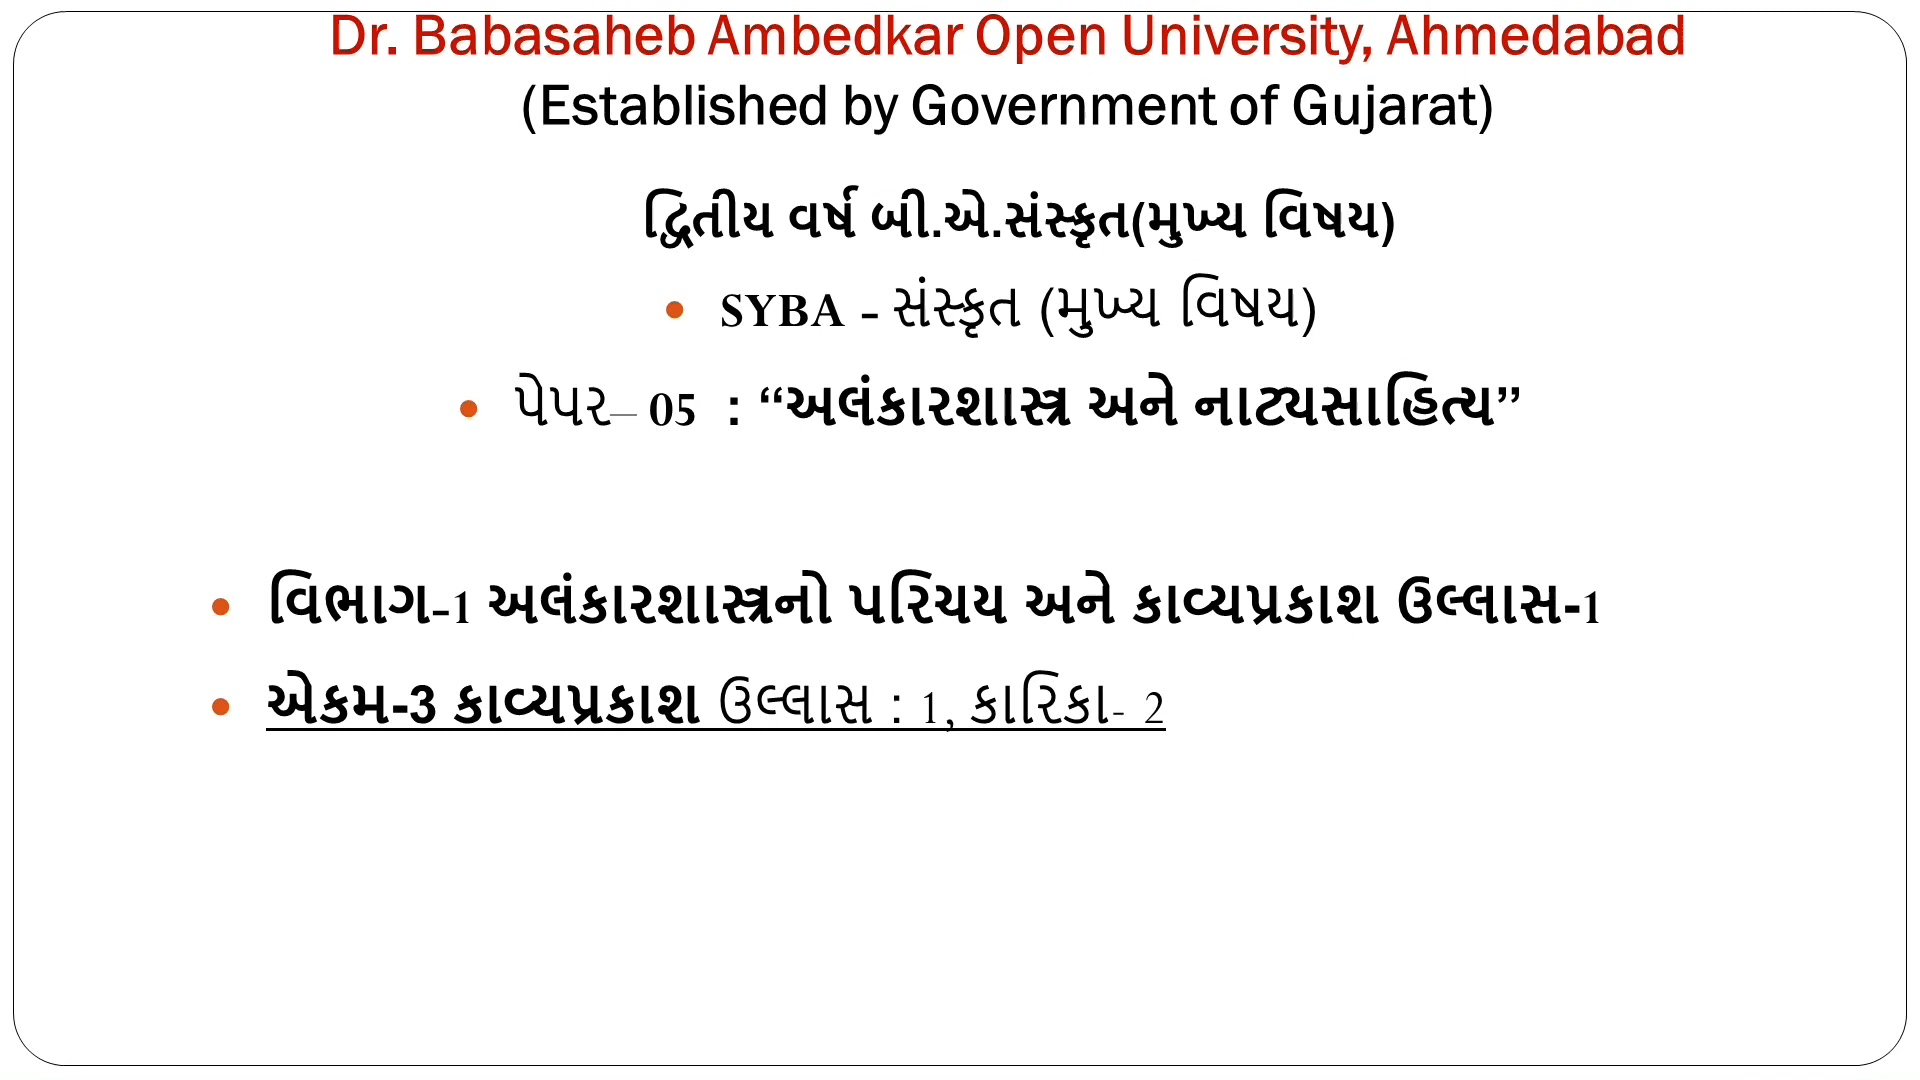 Dr. Babasaheb Ambedkar Open University, Ahmedabad
(Established by Government of Gujarat)
દ્વિતીય વર્ષ બી.એ.સંસ્કૃત(મુખ્ય વિષય)
• SYBA - સંસ્કૃત (મુખ્ય વિષય)
• પેપર– 05 : “અલંકારશાસ્ત્ર અને નાટ્યસાહિત્ય”
• વિભાગ-1 અલંકારશાસ્ત્રનો પરિચય અને કાવ્યપ્રકાશ ઉલ્લાસ-1
• એકમ-3 કાવ્યપ્રકાશ ઉલ્લાસ : 1, કારિકા- 2